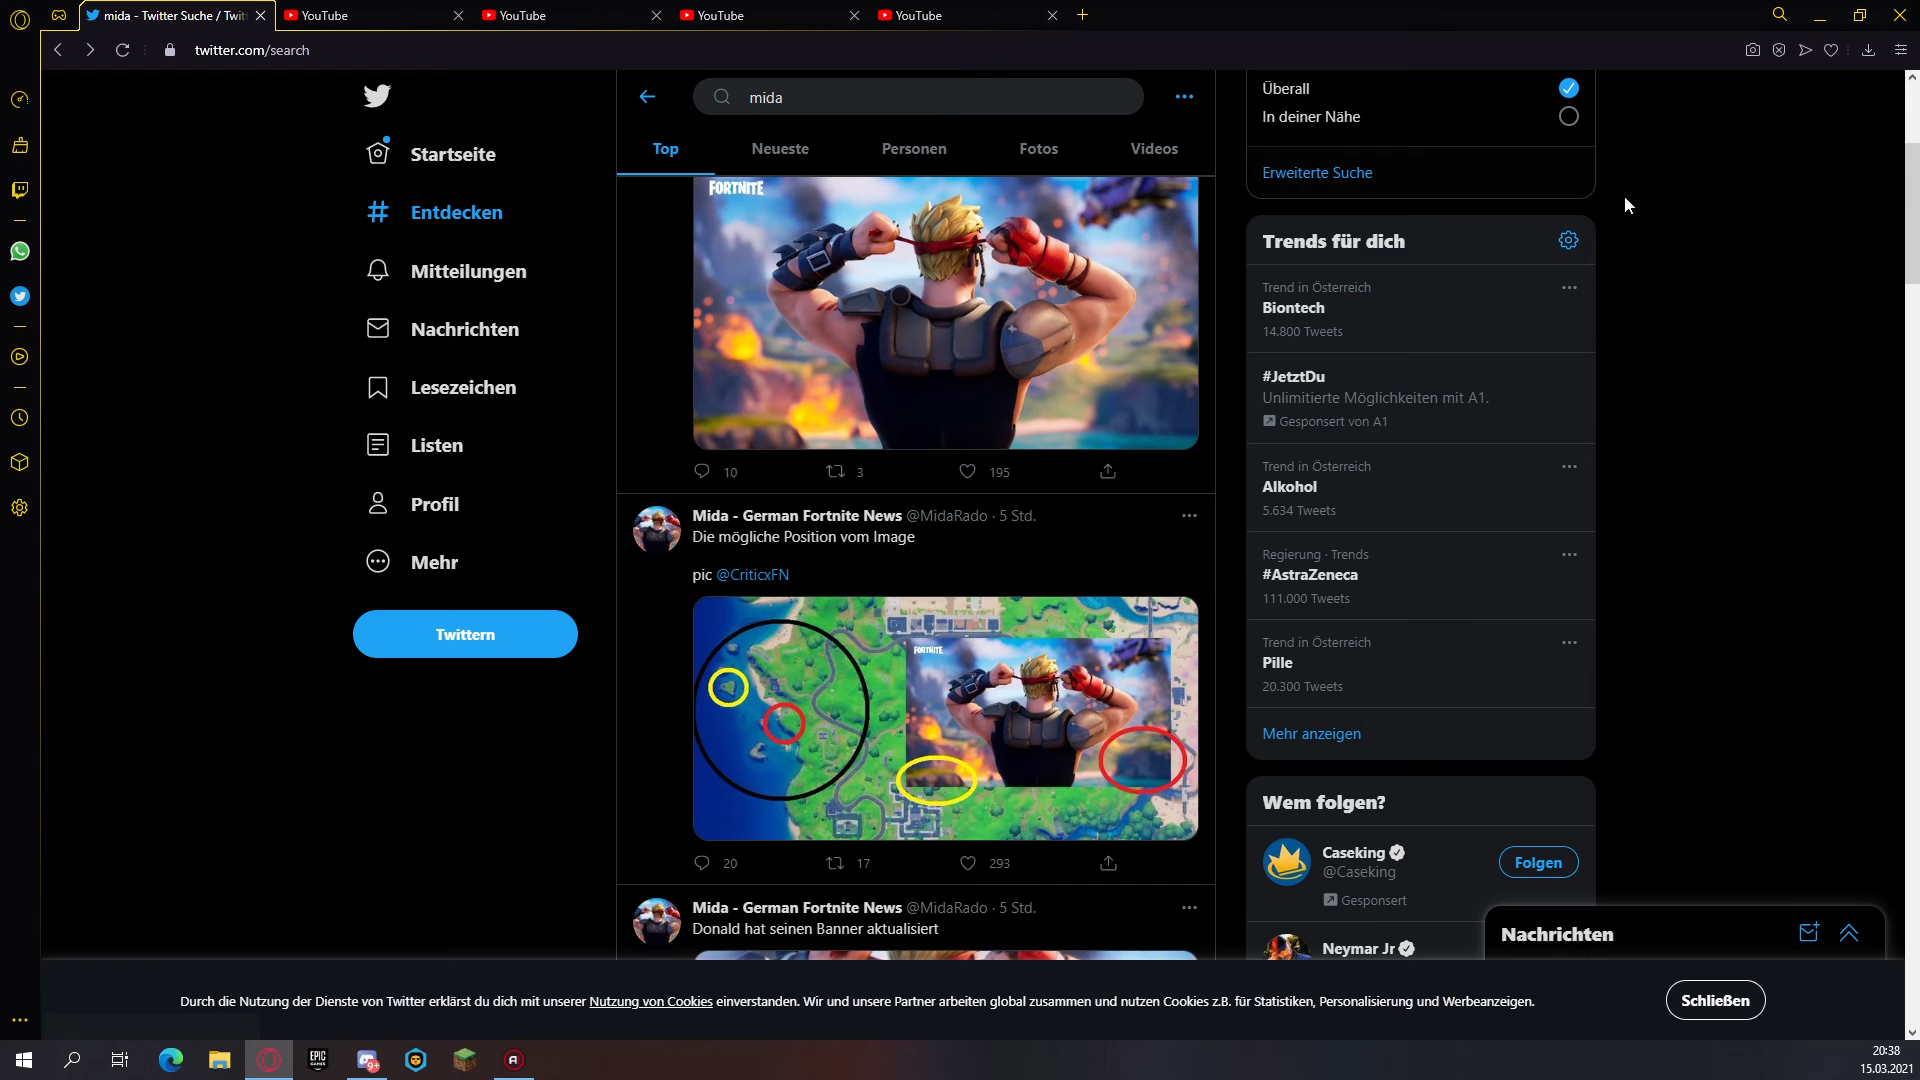 mida - Twitter Suche / Twit
YouTube
YouTube
YouTube
YouTube
twitter.com/search
Startseite
Entdecken
Mitteilungen
Nachrichten
Lesezeichen
Listen
Profil
Mehr
Twittern
mida
Top
Neueste
Personen
Fotos
Videos
FORTNITE
10
3
195
Mida - German Fortnite News @MidaRado · 5 Std.
Die mögliche Position vom Image
pic @CriticxFN
FORTNITE
20
17
293
Mida - German Fortnite News @MidaRado · 5 Std.
Donald hat seinen Banner aktualisiert
Überall
In deiner Nähe
Erweiterte Suche
Trends für dich
Trend in Österreich
Biontech
14.800 Tweets
#JetztDu
Unlimitierte Möglichkeiten mit A1.
Gesponsert von A1
Trend in Österreich
Alkohol
5.634 Tweets
Regierung · Trends
#AstraZeneca
111.000 Tweets
Trend in Österreich
Pille
20.300 Tweets
Mehr anzeigen
Wem folgen?
Caseking
@Caseking
Folgen
Gesponsert
Neymar Jr
Nachrichten
Durch die Nutzung der Dienste von Twitter erklärst du dich mit unserer Nutzung von Cookies einverstanden. Wir und unsere Partner arbeiten global zusammen und nutzen Cookies z.B. für Statistiken, Personalisierung und Werbeanzeigen.
Schließen
EPIC
GAMES
9+
20:38
15.03.2021